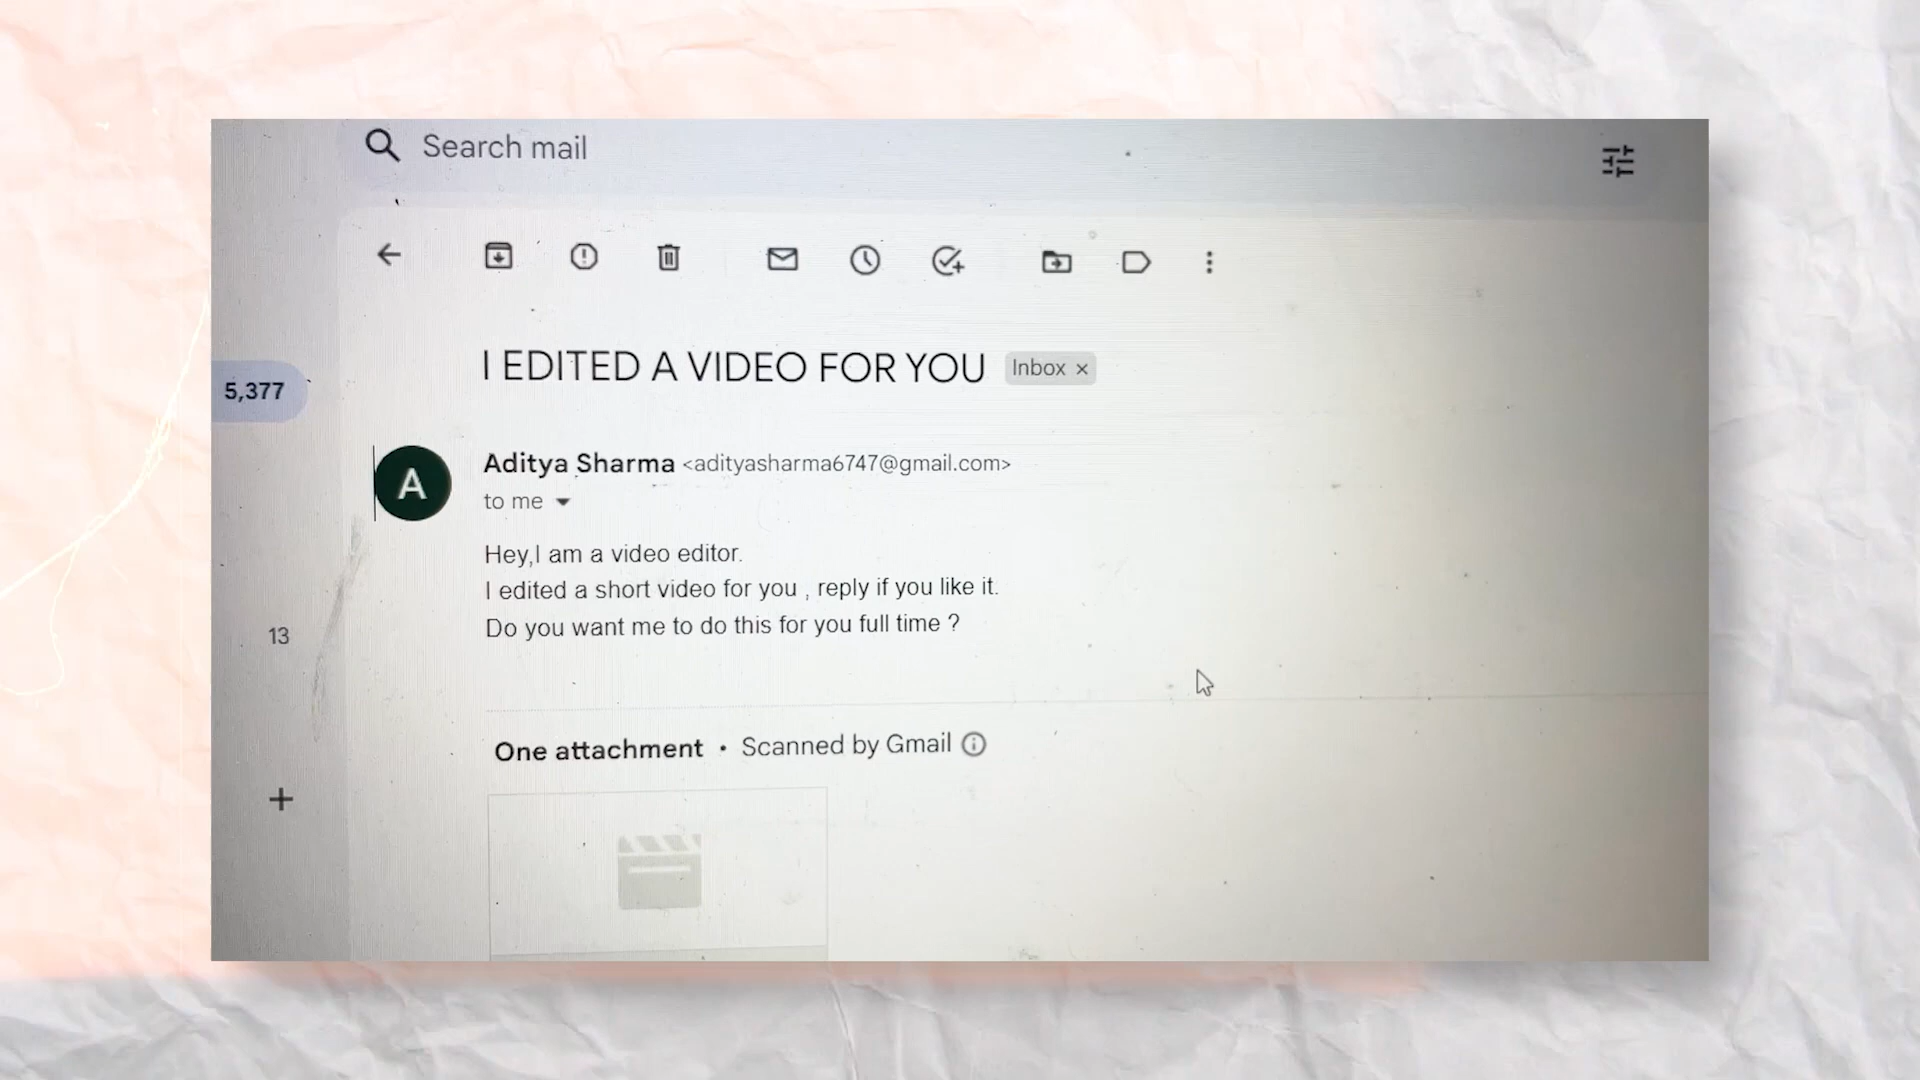 Search mail
I EDITED A VIDEO FOR YOU Inbox ×
5,377
A
Aditya Sharma <adityasharma6747@gmail.com>
to me
Hey,I am a video editor.
I edited a short video for you , reply if you like it.
13
Do you want me to do this for you full time ?
One attachment • Scanned by Gmail